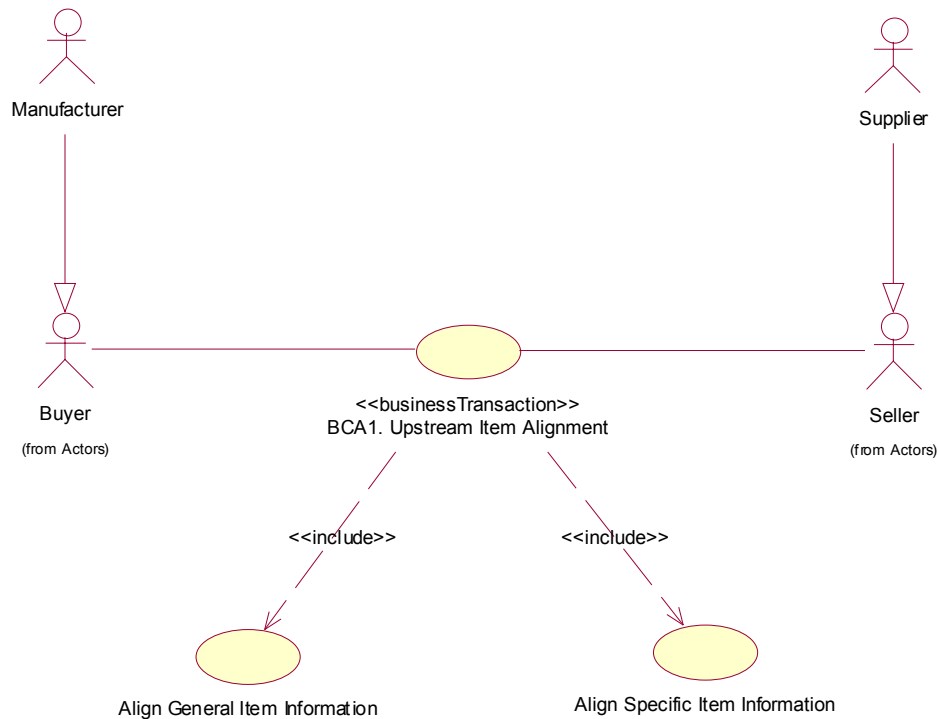 Manufacturer
Supplier
Buyer
(from Actors)
<<businessTransaction>>
BCA1. Upstream Item Alignment
Seller
(from Actors)
<<include>>
<<include>>
Align General Item Information
Align Specific Item Information